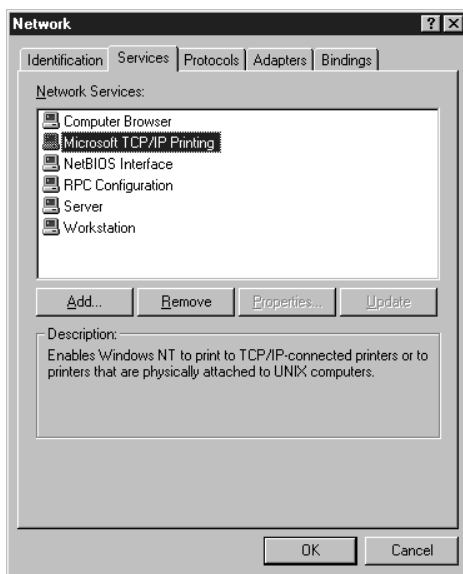 Network
Identification Services Protocols Adapters Bindings
Network Services:
Computer Browser
Microsoft TCP/IP Printing
NetBIOS Interface
RPC Configuration
Server
Workstation
Add... Remove Properties... Update
Description:
Enables Windows NT to print to TCP/IP-connected printers or to
printers that are physically attached to UNIX computers.
OK Cancel